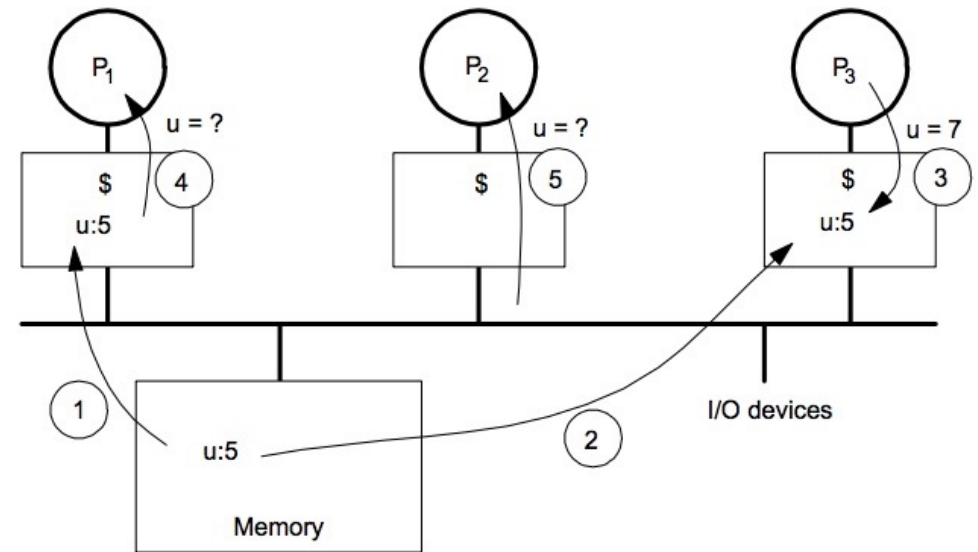 P1
P2
P3
u = ?
u = ?
u = 7
$
4
$
5
$
3
u:5
u:5
1
2
I/O devices
u:5
Memory